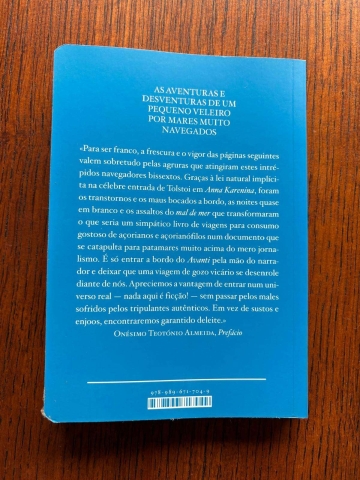 AS AVENTURAS E
DESVENTURAS DE UM
PEQUENO VELEIRO
POR MARES MUITO
NAVEGADOS
«Para ser franco, a frescura e o vigor das páginas seguintes
valem sobretudo pelas agruras que atingiram estes intré-
pidos navegadores bissextos. Graças à lei natural implíci-
ta na célebre entrada de Tolstoi em Anna Karenina, foram
os transtornos e os maus bocados a bordo, as noites quase
em branco e os assaltos do mal de mer que transformaram
o que seria um simpático livro de viagens para consumo
gostoso de açorianos e açorianófilos num documento que
se catapulta para patamares muito acima do mero jorna-
lismo. É só entrar a bordo do Avanti pela mão do narra-
dor e deixar que uma viagem de gozo vicário se desenrole
diante de nós. Apreciemos a vantagem de entrar num uni-
verso real — nada aqui é ficção! — sem passar pelos males
sofridos pelos tripulantes autênticos. Em vez de sustos e
enjoos, encontraremos garantido deleite.»
Onésimo Teotónio Almeida, Prefácio
978-989-671-704-9